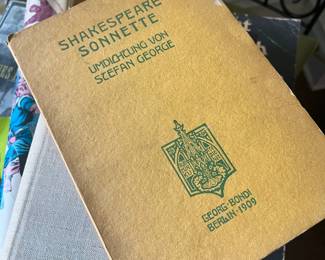 SHAKESPEARE
SONNETTE
UMDICHTUNG VON
STEFAN GEORGE
GEORG·BONDI
BERLIN·1909